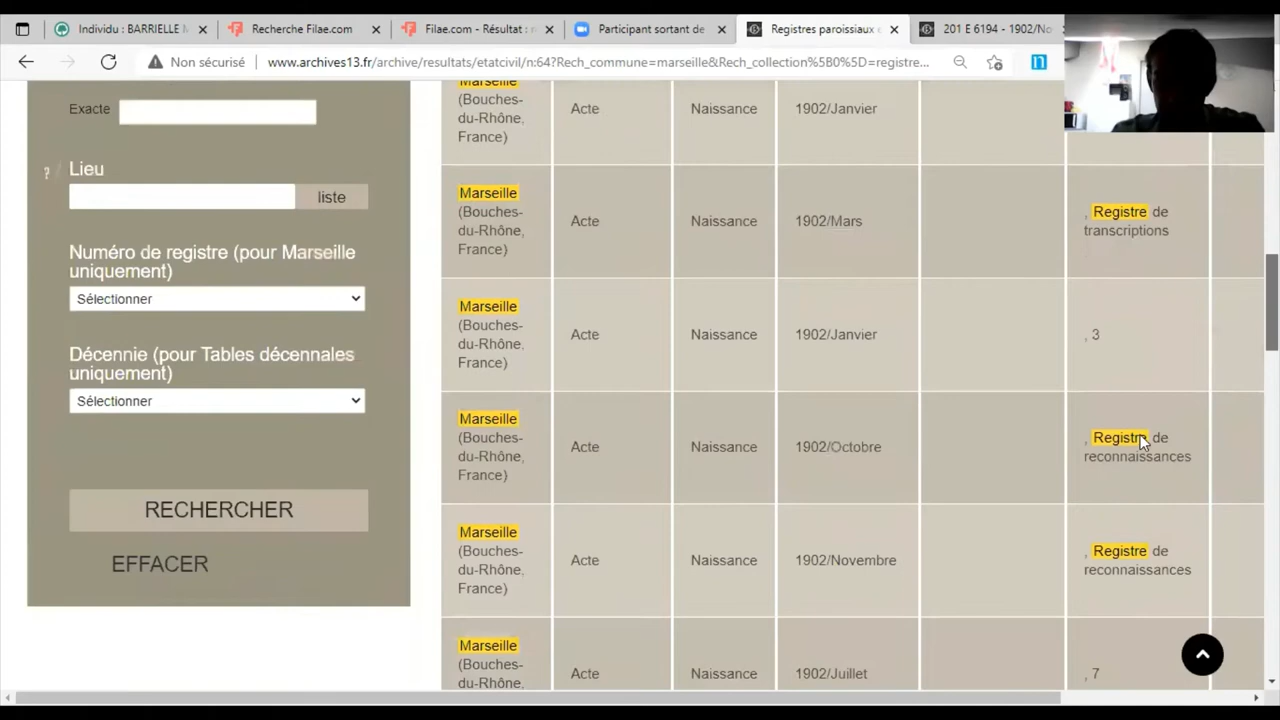 Individu : BARRIELLE M
Recherche Filae.com
Filae.com - Résultat : n
Participant sortant de
Registres paroissiaux e
201 E 6194 - 1902/No
Non sécurisé
www.archives13.fr/archive/resultats/etatcivil/n:64?Rech_commune=marseille&Rech_collection%5B0%5D=registre...
Exacte
? / Lieu
liste
Numéro de registre (pour Marseille
uniquement)
Sélectionner
Décennie (pour Tables décennales
uniquement)
Sélectionner
RECHERCHER
EFFACER
Marseille
(Bouches-
du-Rhône,
France)
Acte
Naissance
1902/Janvier
Marseille
(Bouches-
du-Rhône,
France)
Acte
Naissance
1902/Mars
, Registre de
transcriptions
Marseille
(Bouches-
du-Rhône,
France)
Acte
Naissance
1902/Janvier
, 3
Marseille
(Bouches-
du-Rhône,
France)
Acte
Naissance
1902/Octobre
, Registre de
reconnaissances
Marseille
(Bouches-
du-Rhône,
France)
Acte
Naissance
1902/Novembre
, Registre de
reconnaissances
Marseille
(Bouches-
du-Rhône,
Acte
Naissance
1902/Juillet
, 7